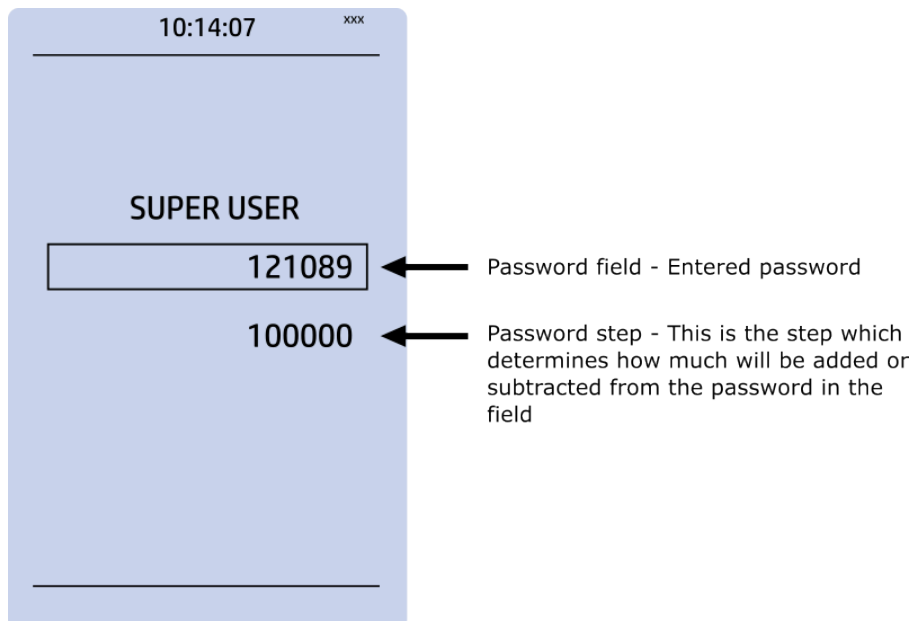 10:14:07 xxx
SUPER USER
121089
Password field - Entered password
100000
Password step - This is the step which
determines how much will be added or
subtracted from the password in the
field